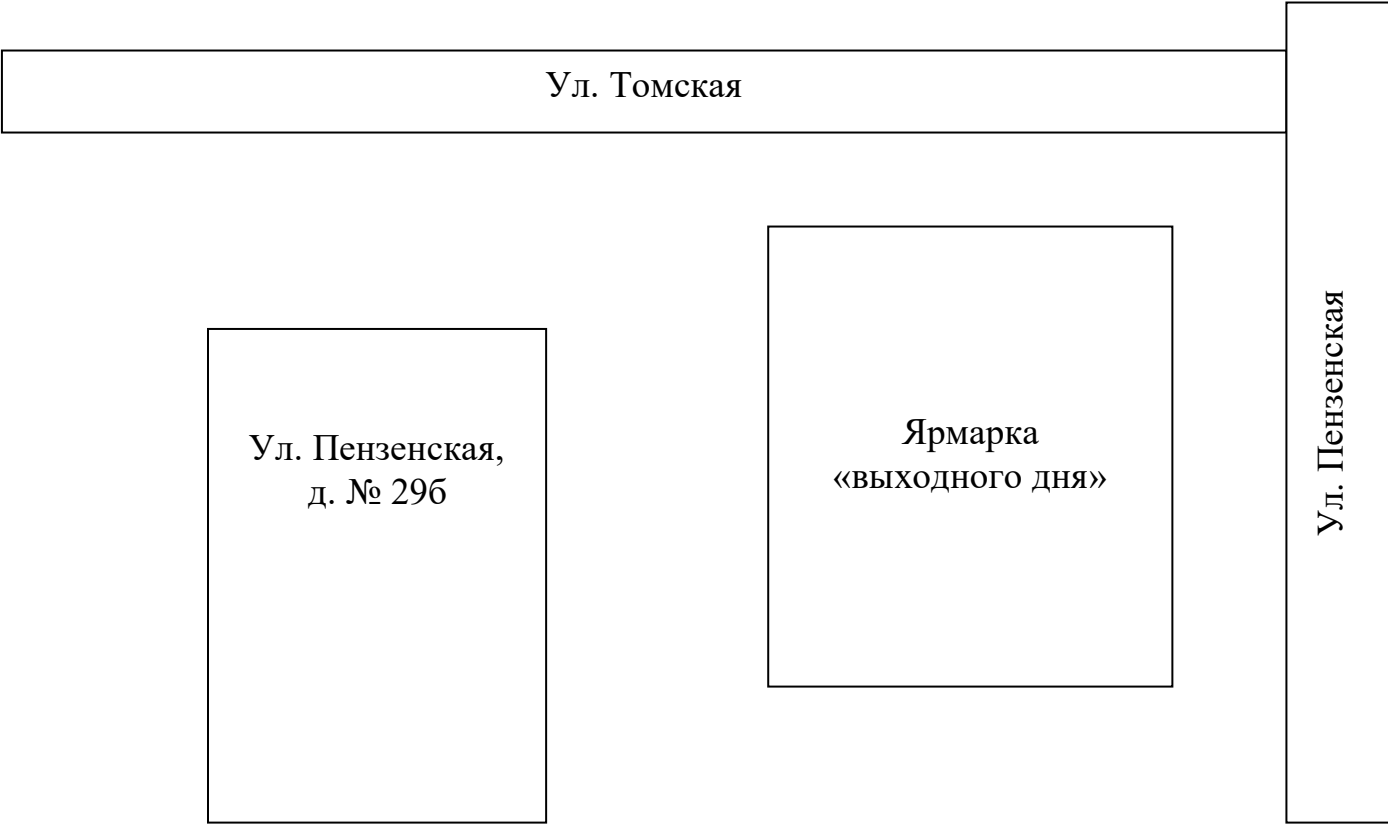 Ул. Томская
Ул. Пензенская,
д. № 29б
Ярмарка
«выходного дня»
Ул. Пензенская